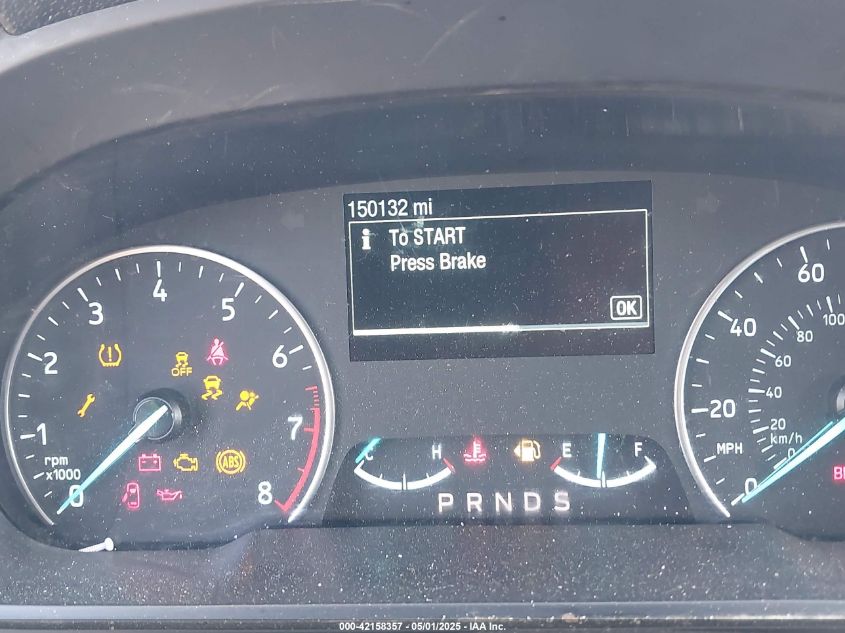 150132 mi
i To START
Press Brake
OK
0 1 2 3 4 5 6 7 8
rpm
x1000
OFF
ABS
C H
E F
P R N D S
0 20 40 60
MPH
0 20 40 60 80 100
km/h
000-42158357 - 05/01/2025 - IAA Inc.